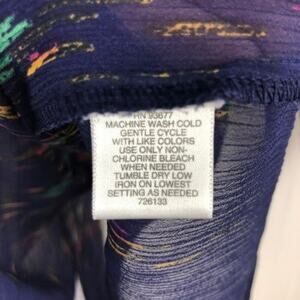 RN 93677
MACHINE WASH COLD
GENTLE CYCLE
WITH LIKE COLORS
USE ONLY NON-
CHLORINE BLEACH
WHEN NEEDED
TUMBLE DRY LOW
IRON ON LOWEST
SETTING AS NEEDED
726133